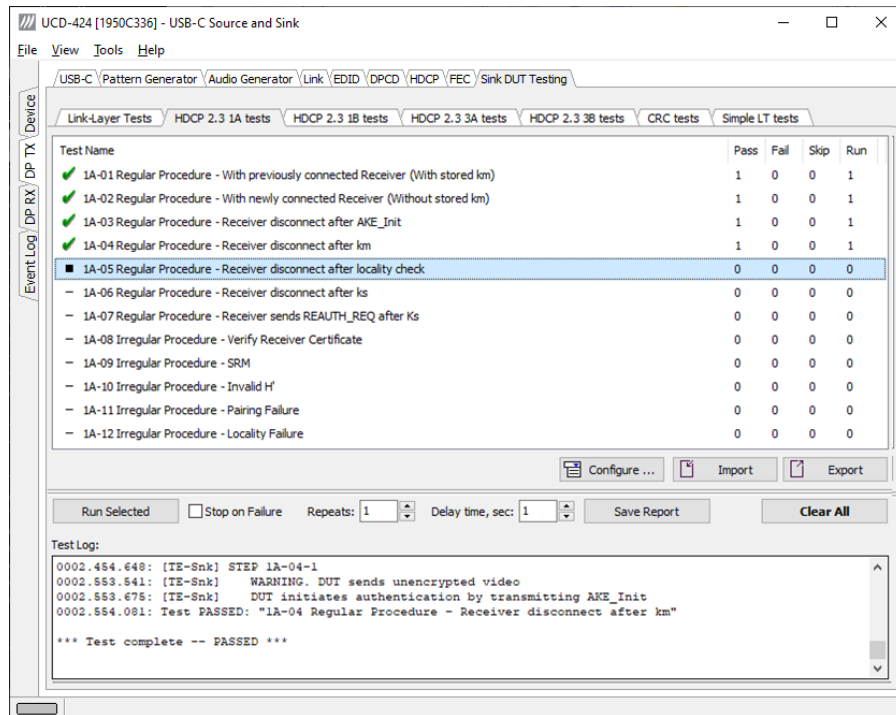 UCD-424 [1950C336] - USB-C Source and Sink
File View Tools Help
USB-C Pattern Generator Audio Generator Link EDID DPCD HDCP FEC Sink DUT Testing
Device
DP TX
DP RX
Event Log
Link-Layer Tests HDCP 2.3 1A tests HDCP 2.3 1B tests HDCP 2.3 3A tests HDCP 2.3 3B tests CRC tests Simple LT tests
Test Name Pass Fail Skip Run
1A-01 Regular Procedure - With previously connected Receiver (With stored km) 1 0 0 1
1A-02 Regular Procedure - With newly connected Receiver (Without stored km) 1 0 0 1
1A-03 Regular Procedure - Receiver disconnect after AKE_Init 1 0 0 1
1A-04 Regular Procedure - Receiver disconnect after km 1 0 0 1
1A-05 Regular Procedure - Receiver disconnect after locality check 0 0 0 0
1A-06 Regular Procedure - Receiver disconnect after ks 0 0 0 0
1A-07 Regular Procedure - Receiver sends REAUTH_REQ after Ks 0 0 0 0
1A-08 Irregular Procedure - Verify Receiver Certificate 0 0 0 0
1A-09 Irregular Procedure - SRM 0 0 0 0
1A-10 Irregular Procedure - Invalid H' 0 0 0 0
1A-11 Irregular Procedure - Pairing Failure 0 0 0 0
1A-12 Irregular Procedure - Locality Failure 0 0 0 0
Configure ... Import Export
Run Selected Stop on Failure Repeats: 1 Delay time, sec: 1 Save Report Clear All
Test Log:
0002.454.648: [TE-Snk] STEP 1A-04-1
0002.553.541: [TE-Snk] WARNING. DUT sends unencrypted video
0002.553.675: [TE-Snk] DUT initiates authentication by transmitting AKE_Init
0002.554.081: Test PASSED: "1A-04 Regular Procedure - Receiver disconnect after km"
*** Test complete -- PASSED ***